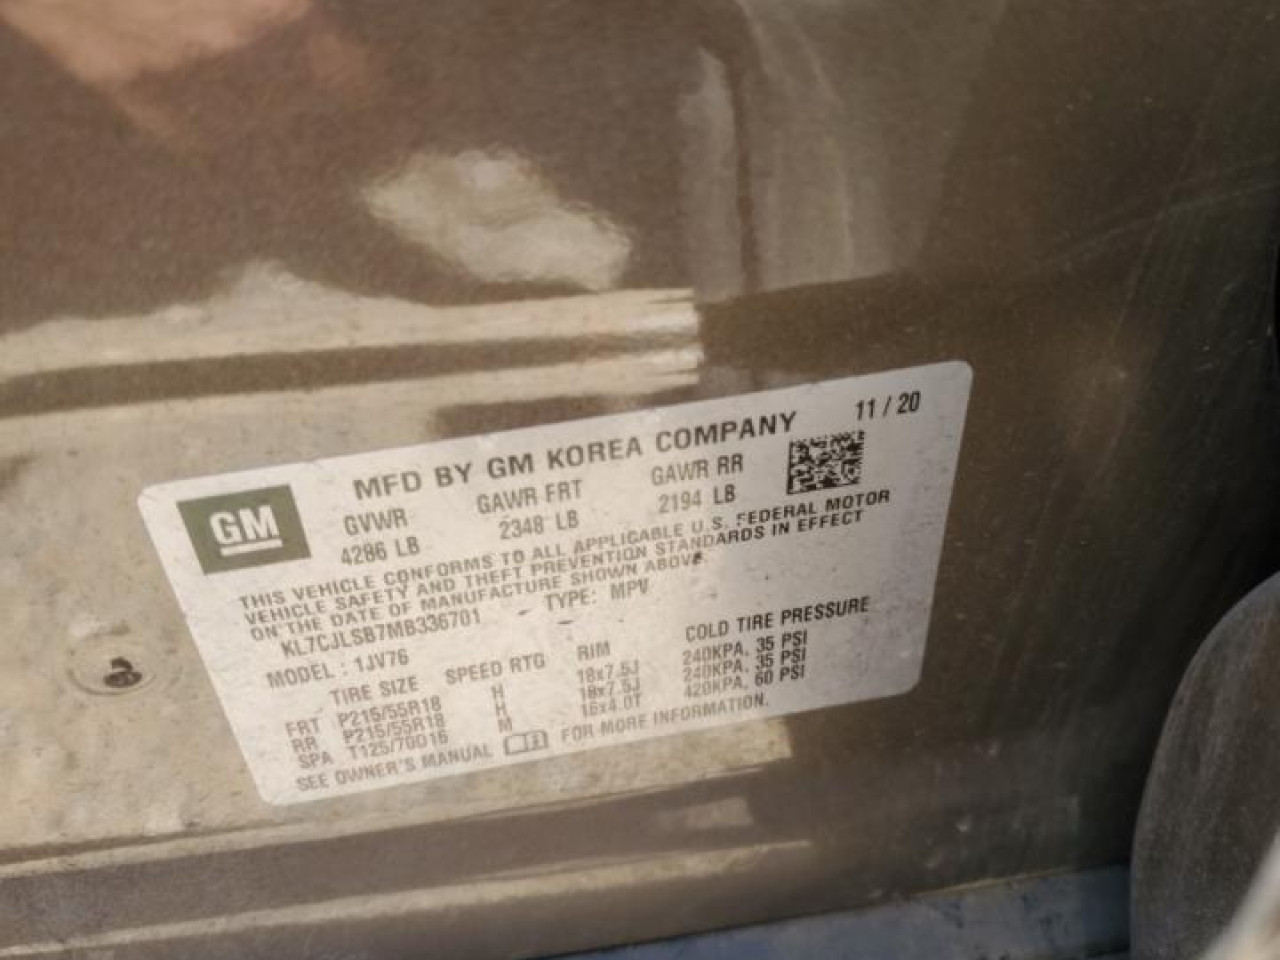 MFD BY GM KOREA COMPANY 11 / 20
GM
GVWR GAWR FRT GAWR RR
4286 LB 2348 LB 2194 LB
THIS VEHICLE CONFORMS TO ALL APPLICABLE U.S. FEDERAL MOTOR
VEHICLE SAFETY AND THEFT PREVENTION STANDARDS IN EFFECT
ON THE DATE OF MANUFACTURE SHOWN ABOVE.
KL7CJLSB7MB336701 TYPE: MPV
MODEL : 1JV76
TIRE SIZE SPEED RTG RIM COLD TIRE PRESSURE
FRT P215/55R18 H 18x7.5J 240KPA, 35 PSI
RR P215/55R18 H 18x7.5J 240KPA, 35 PSI
SPA T125/70D16 M 16x4.0T 420KPA, 60 PSI
SEE OWNER'S MANUAL FOR MORE INFORMATION.